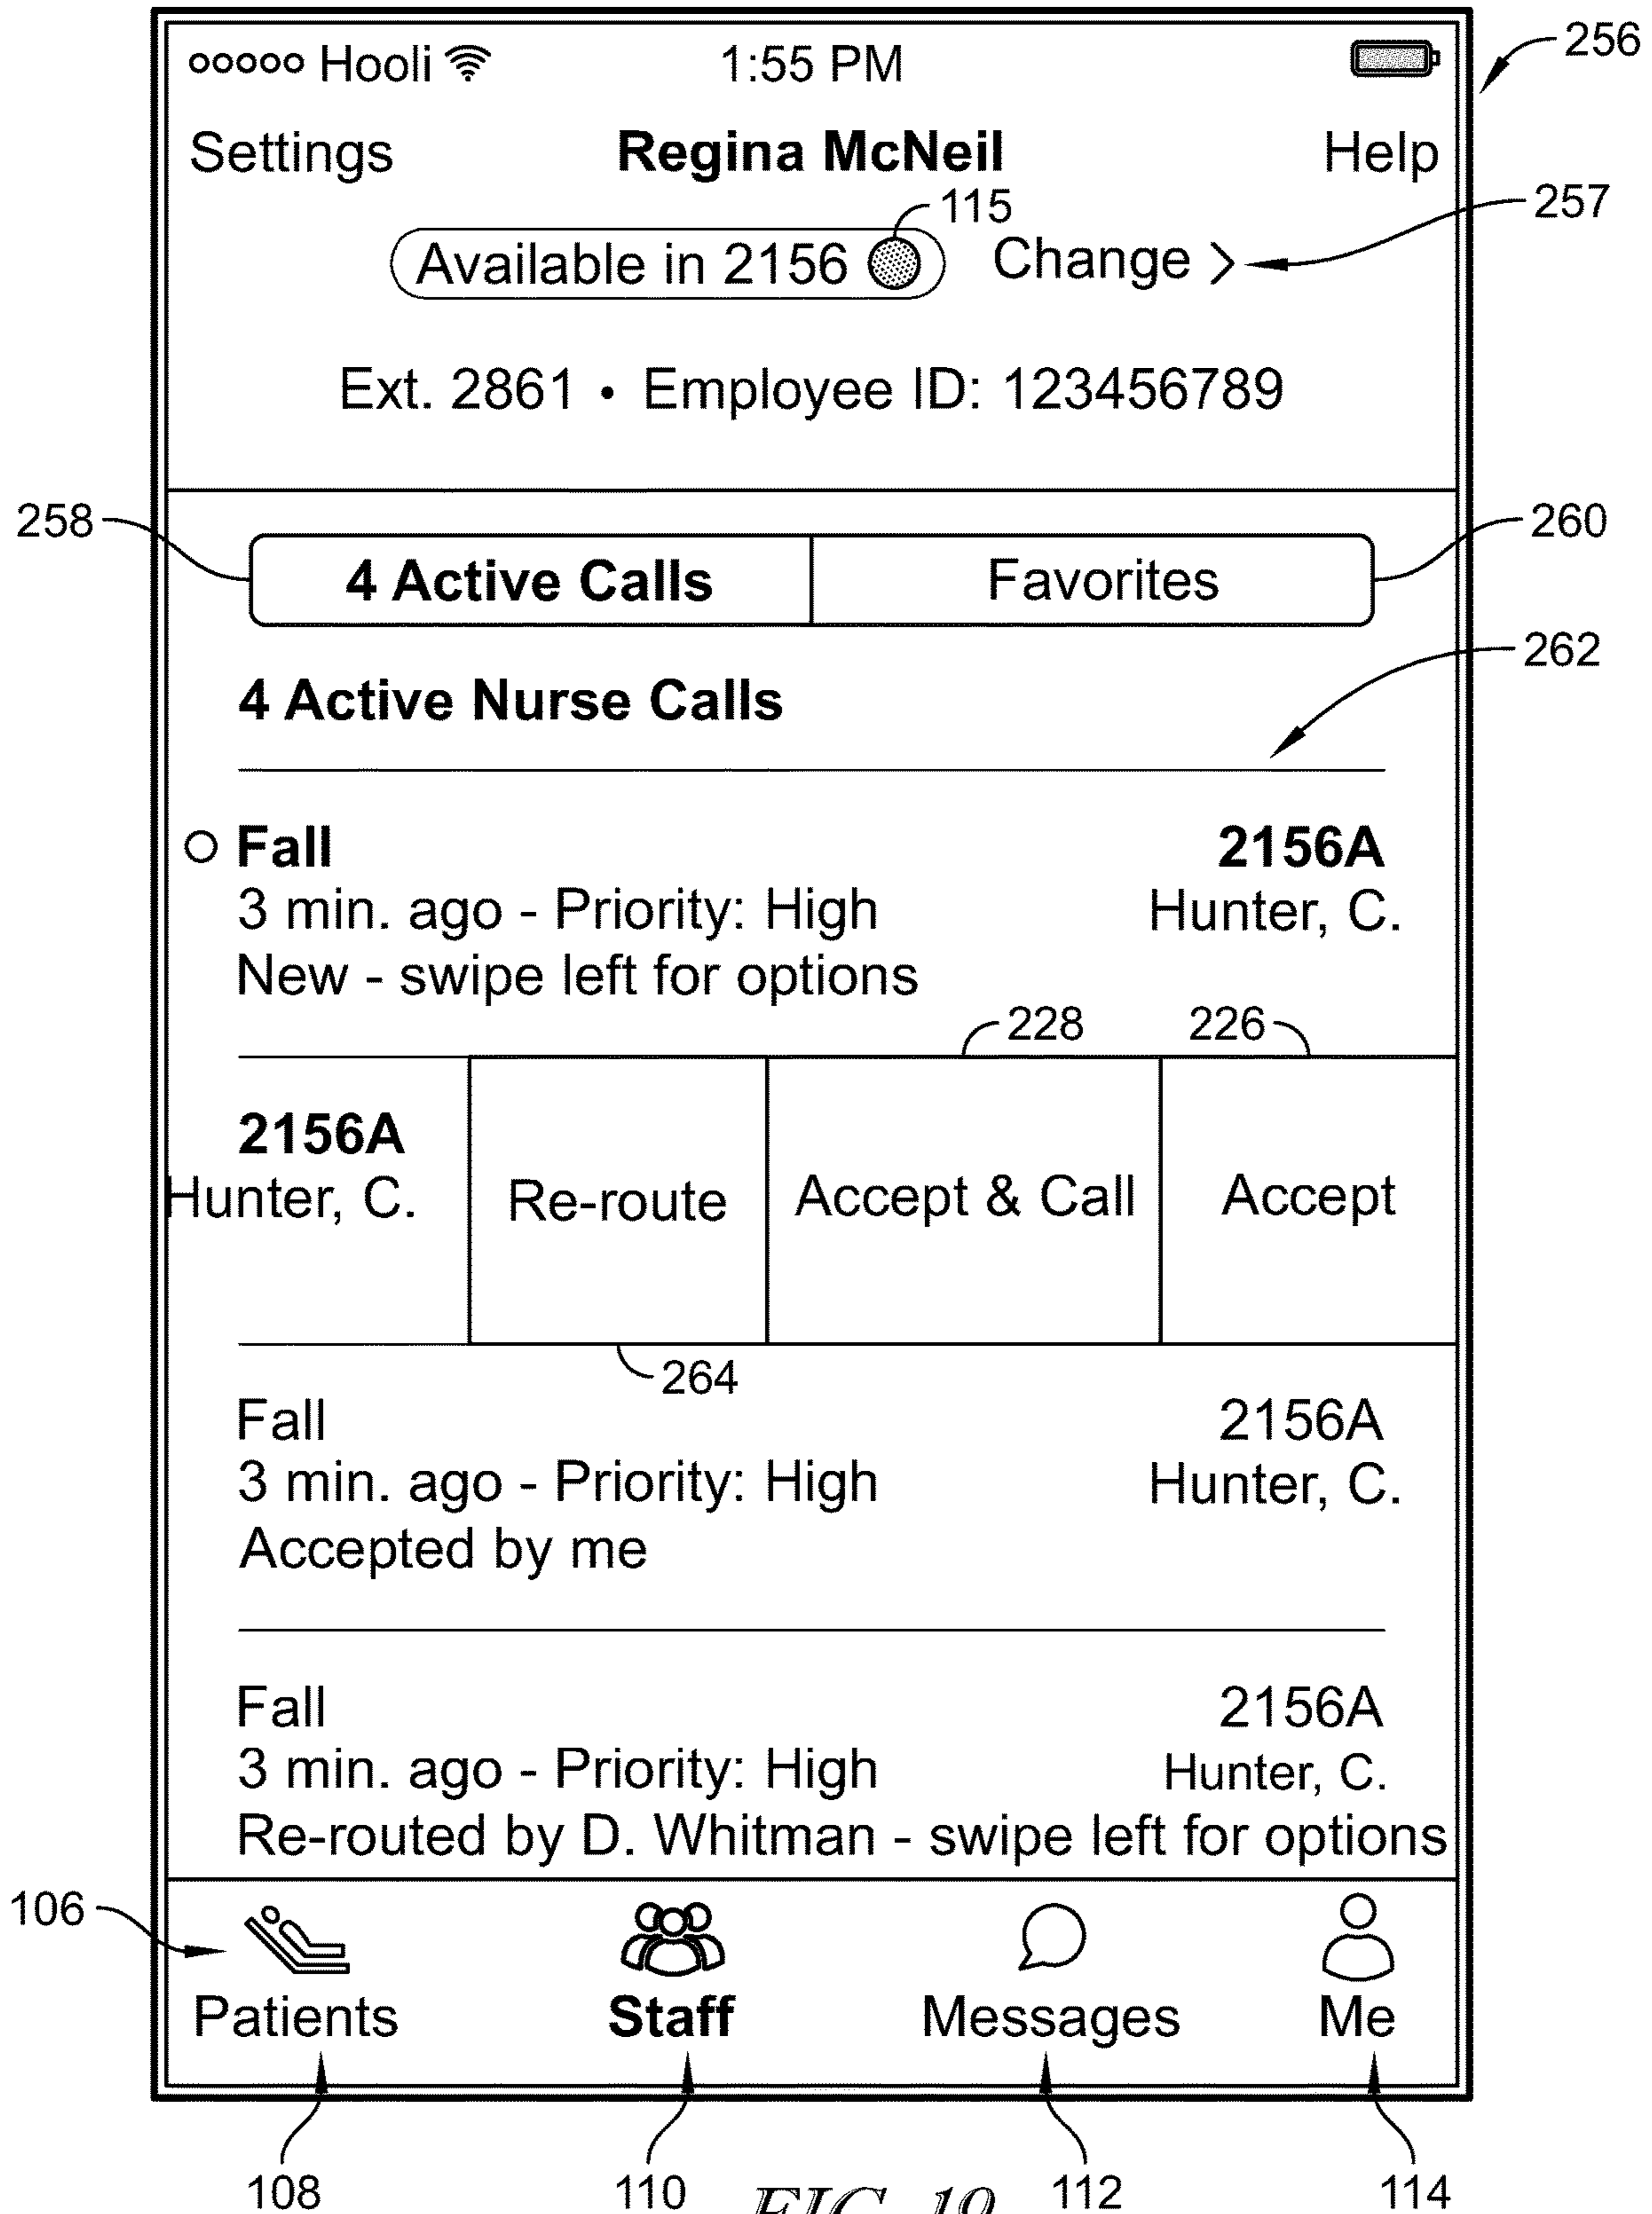 ooooo Hooli 1:55 PM
256
Settings Regina McNeil Help
115
257
Available in 2156 Change >
Ext. 2861 • Employee ID: 123456789
258
260
4 Active Calls Favorites
262
4 Active Nurse Calls
Fall 2156A
3 min. ago - Priority: High Hunter, C.
New - swipe left for options
228 226
2156A
Hunter, C. Re-route Accept & Call Accept
264
Fall 2156A
3 min. ago - Priority: High Hunter, C.
Accepted by me
Fall 2156A
3 min. ago - Priority: High Hunter, C.
Re-routed by D. Whitman - swipe left for options
106
Patients Staff Messages Me
108 110 FIG. 19 112 114